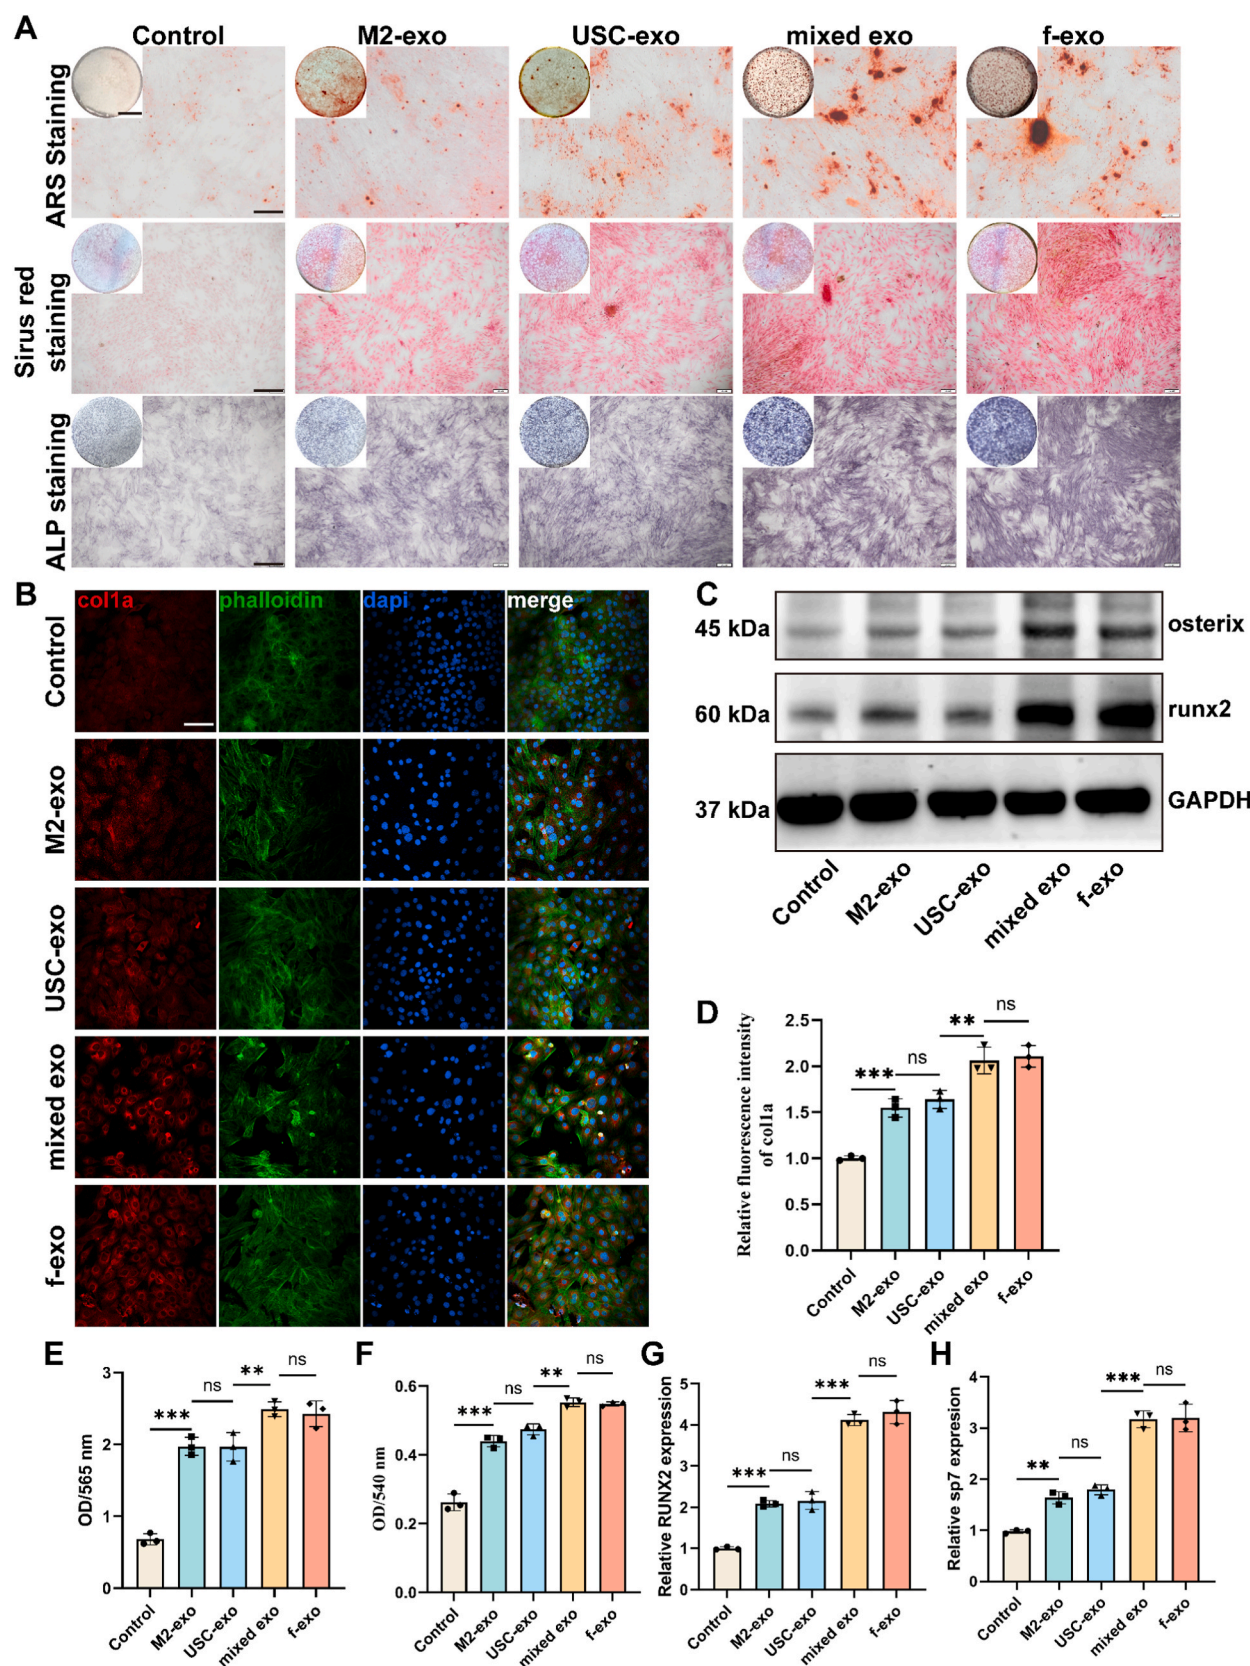 A
Control
M2-exo
USC-exo
mixed exo
f-exo
ARS Staining
Sirus red
staining
ALP staining
B
col1a
phalloidin
dapi
merge
Control
M2-exo
USC-exo
mixed exo
f-exo
C
45 kDa
osterix
60 kDa
runx2
37 kDa
GAPDH
Control
M2-exo
USC-exo
mixed exo
f-exo
D
Relative fluorescence intensity
of col1a
2.5
2.0
1.5
1.0
0.5
0.0
***
ns
**
ns
Control
M2-exo
USC-exo
mixed exo
f-exo
E
OD/565 nm
3
2
1
0
***
ns
**
ns
Control
M2-exo
USC-exo
mixed exo
f-exo
F
OD/540 nm
0.6
0.4
0.2
0.0
***
ns
**
ns
Control
M2-exo
USC-exo
mixed exo
f-exo
G
Relative RUNX2 expression
5
4
3
2
1
0
***
ns
***
ns
Control
M2-exo
USC-exo
mixed exo
f-exo
H
Relative sp7 expression
4
3
2
1
0
**
ns
***
ns
Control
M2-exo
USC-exo
mixed exo
f-exo